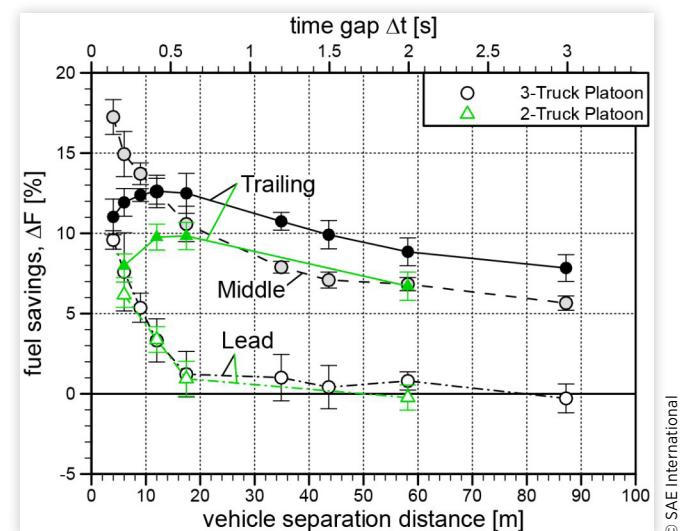 time gap Δt [s]
0 0.5 1 1.5 2 2.5 3
20
15
10
5
0
-5
fuel savings, ΔF [%]
3-Truck Platoon
2-Truck Platoon
Trailing
Middle
Lead
0 10 20 30 40 50 60 70 80 90 100
vehicle separation distance [m]
© SAE International